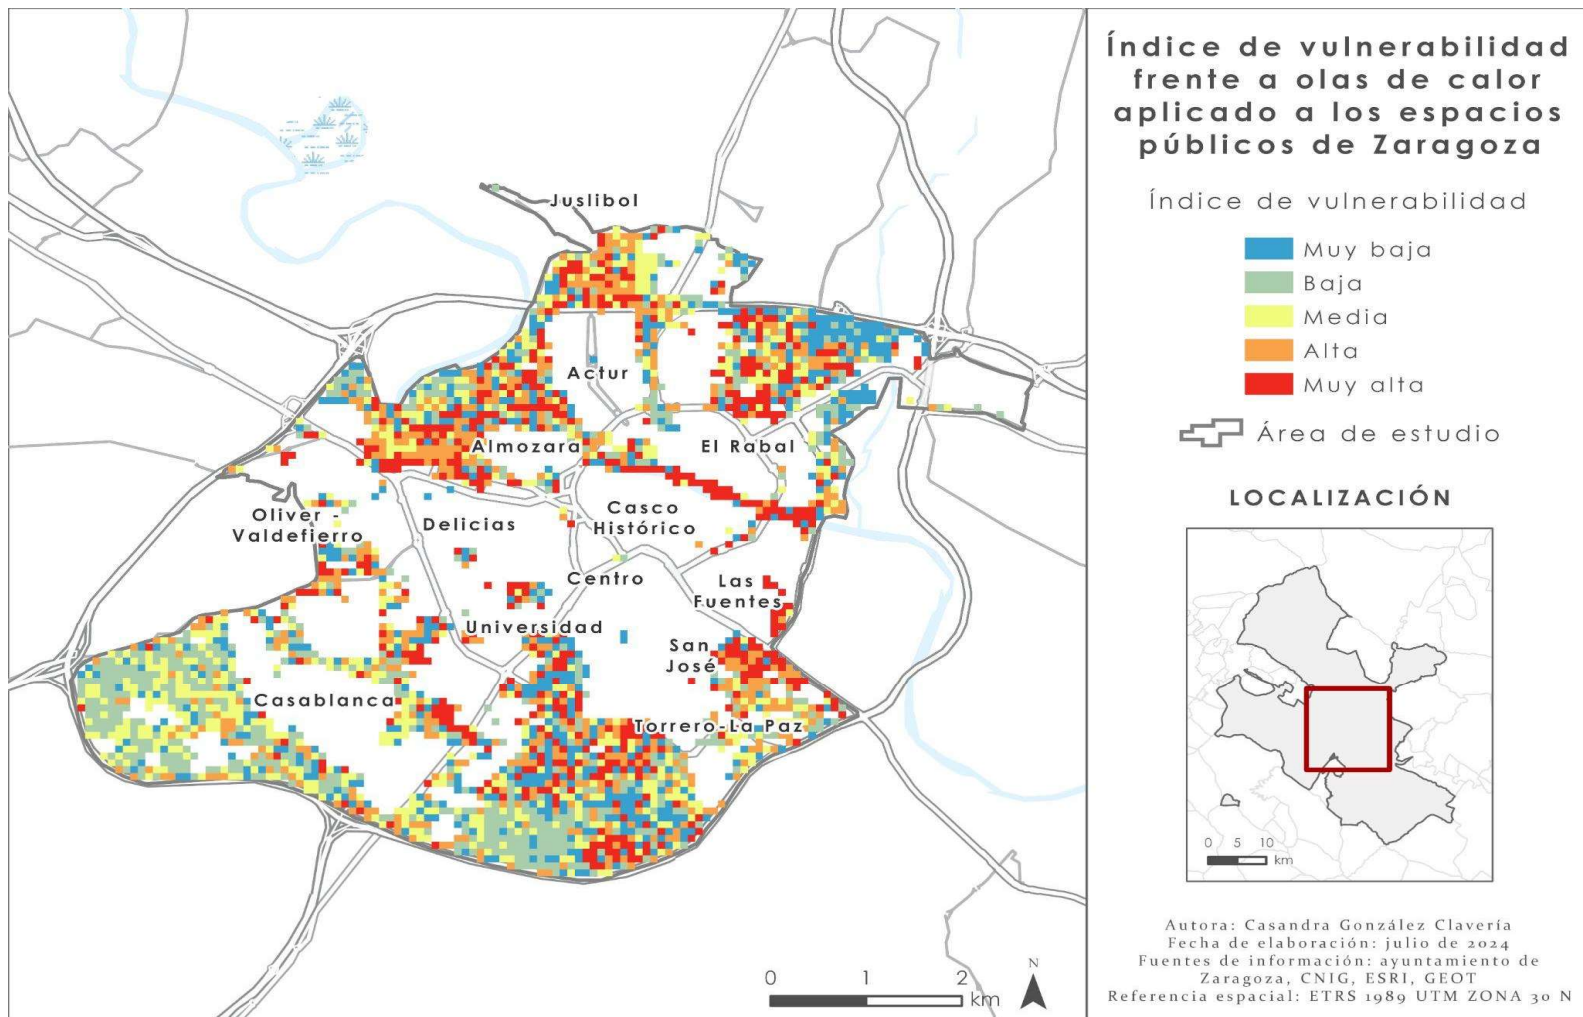 Índice de vulnerabilidad
frente a olas de calor
aplicado a los espacios
públicos de Zaragoza
Índice de vulnerabilidad
Muy baja
Baja
Media
Alta
Muy alta
Área de estudio
LOCALIZACIÓN
0 5 10
km
Autora: Casandra González Clavería
Fecha de elaboración: julio de 2024
Fuentes de información: ayuntamiento de
Zaragoza, CNIG, ESRI, GEOT
Referencia espacial: ETRS 1989 UTM ZONA 30 N
Juslibol
Actur
Almozara
El Rabal
Oliver -
Valdefierro
Delicias
Casco
Histórico
Centro
Las
Fuentes
Universidad
San
José
Casablanca
Torrero-La Paz
0 1 2
km
N